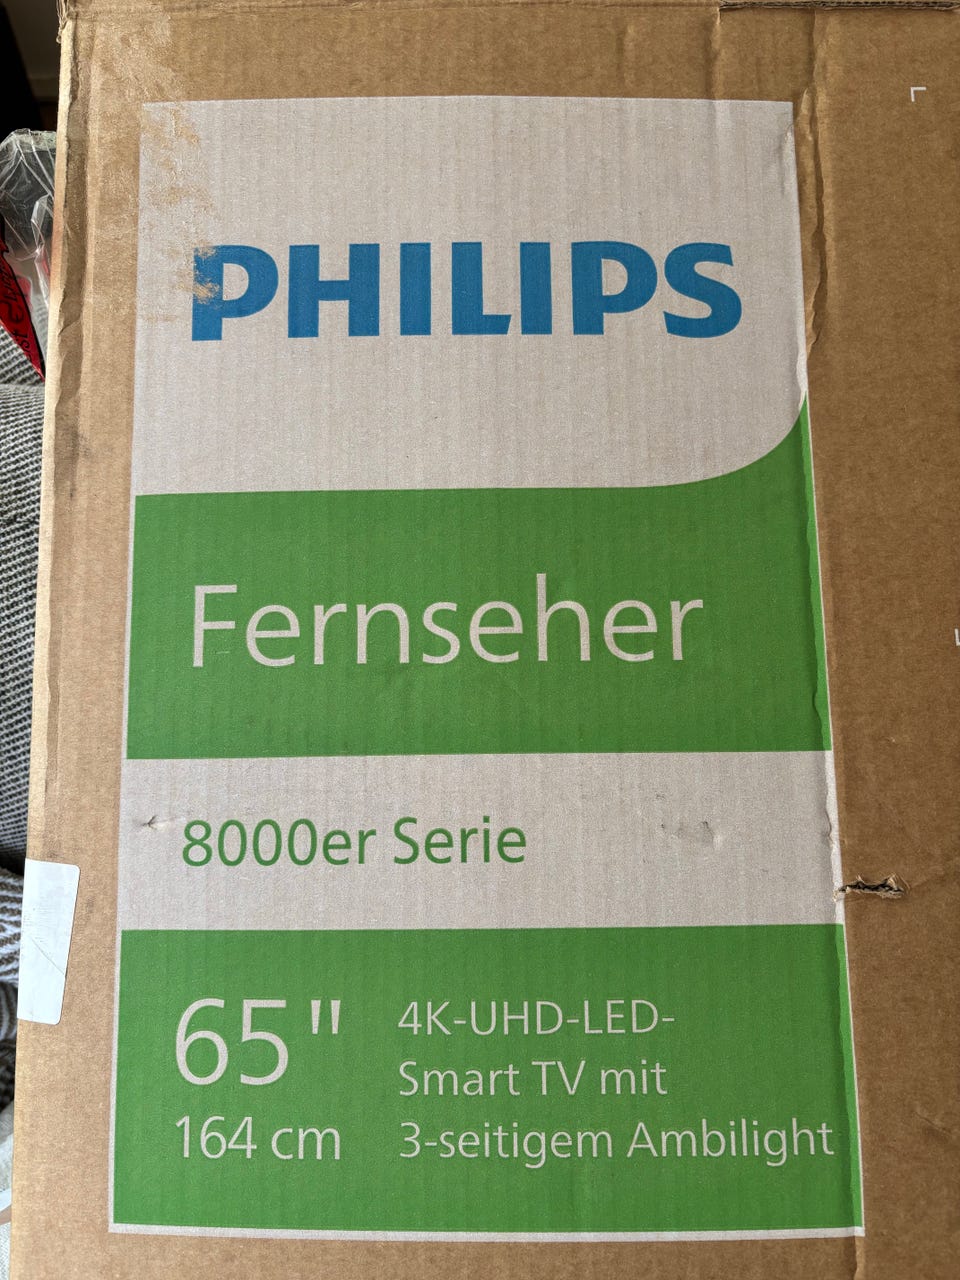 PHILIPS
Fernseher
8000er Serie
65"
164 cm
4K-UHD-LED-
Smart TV mit
3-seitigem Ambilight